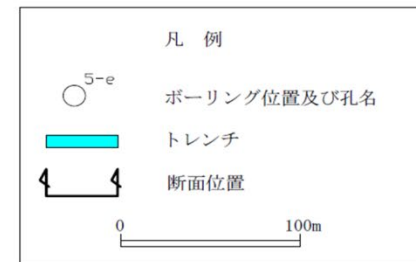 凡 例
5-e
ボーリング位置及び孔名
トレンチ
断面位置
0 100m